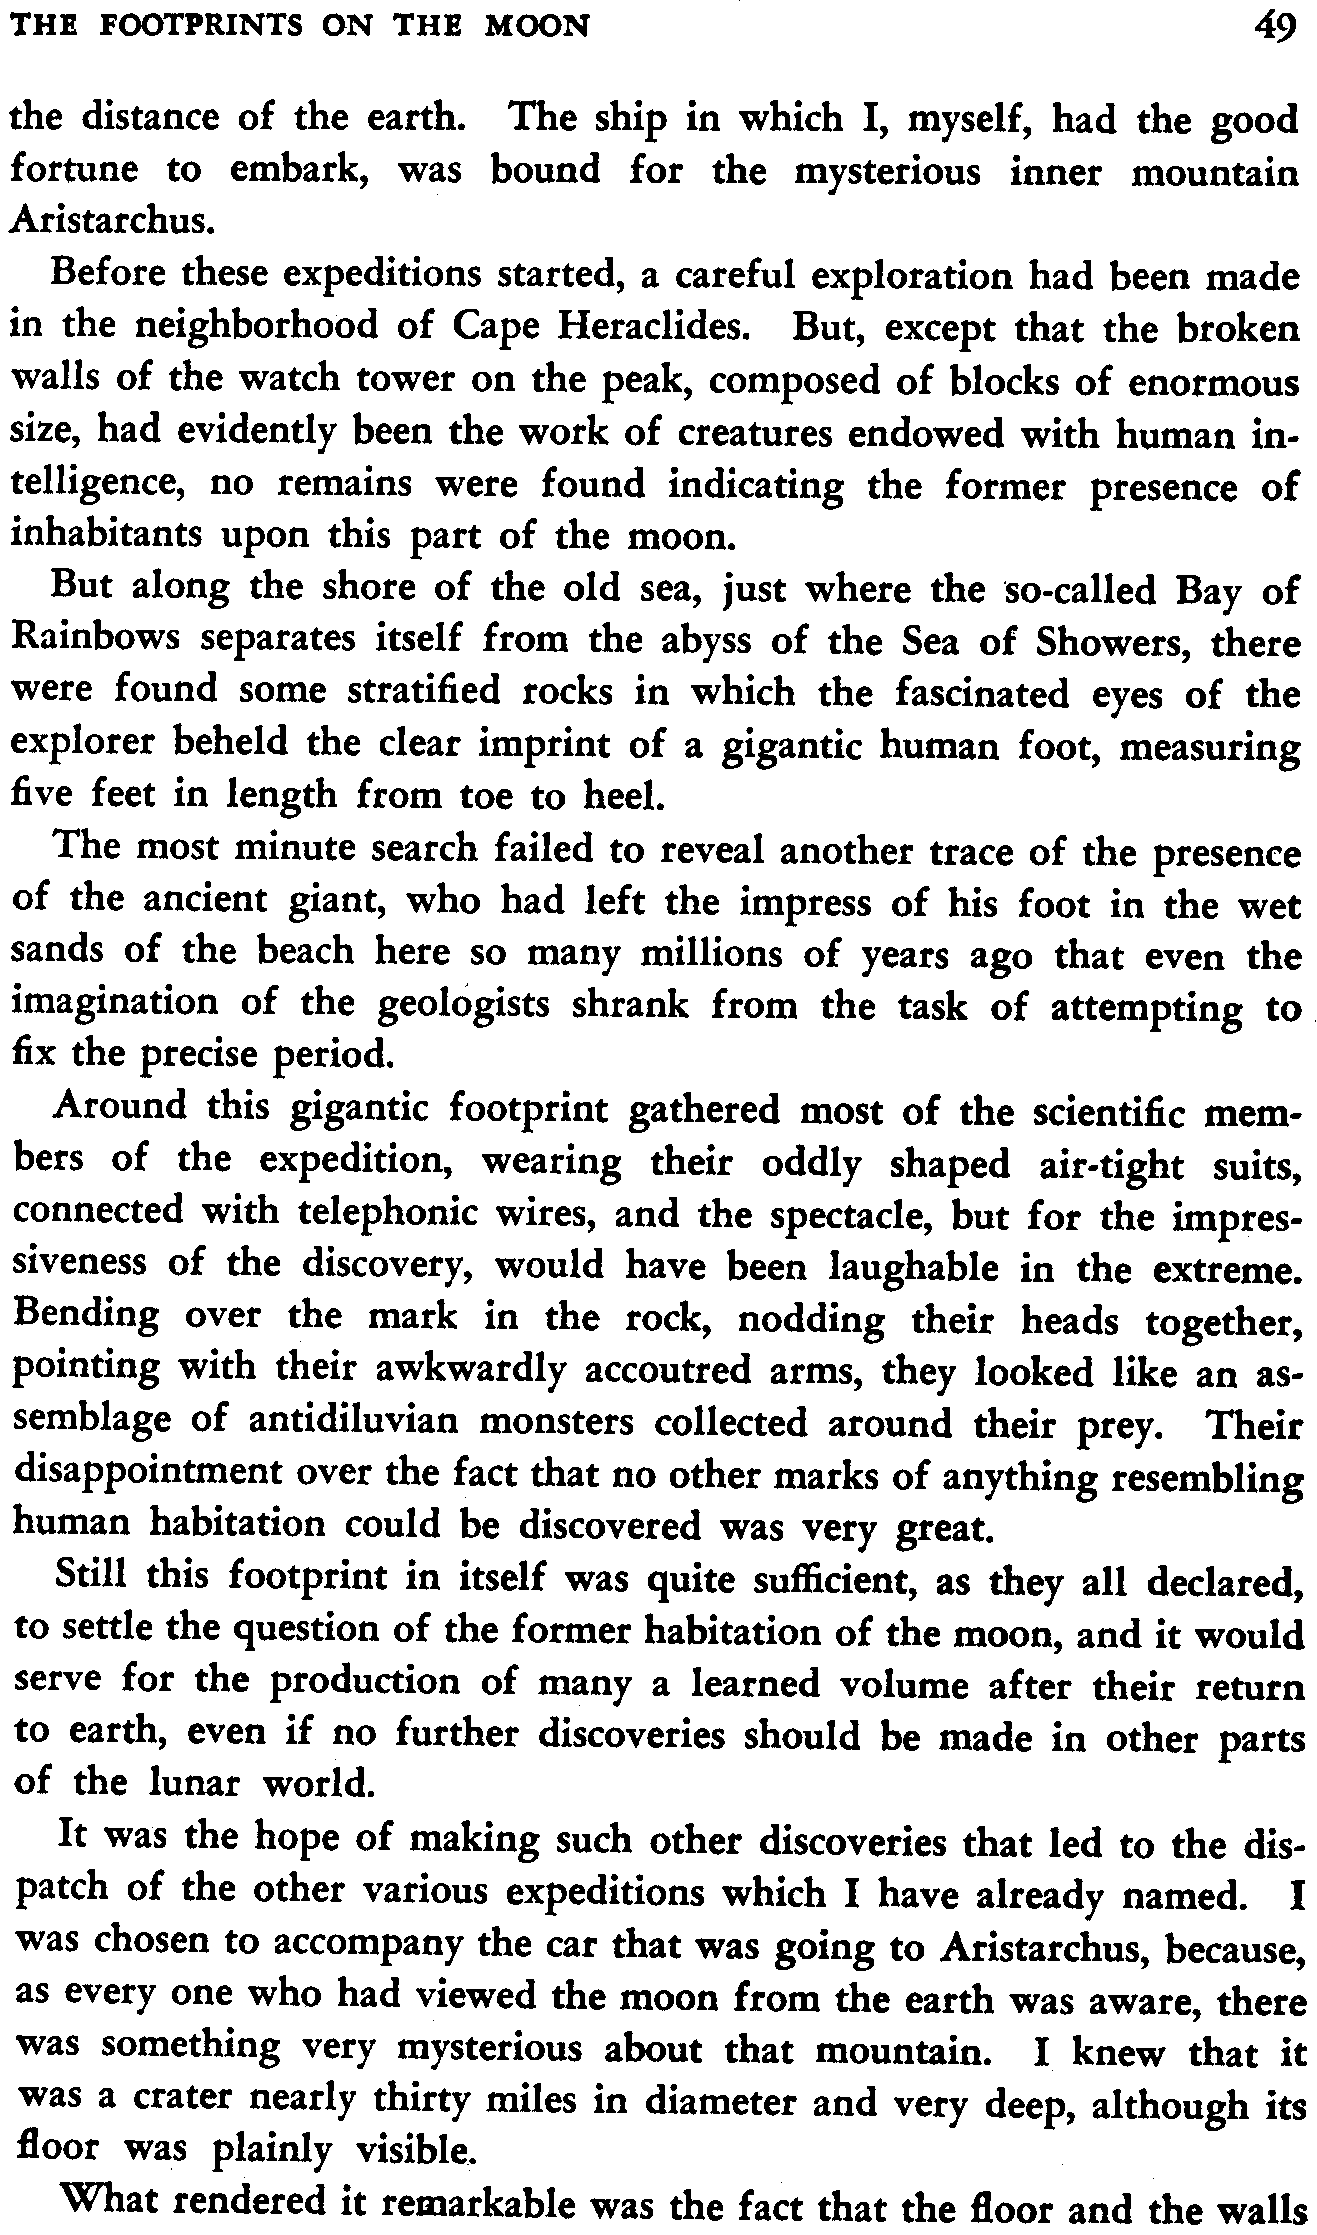 THE FOOTPRINTS ON THE MOON 49
the distance of the earth. The ship in which I, myself, had the good
fortune to embark, was bound for the mysterious inner mountain
Aristarchus.
Before these expeditions started, a careful exploration had been made
in the neighborhood of Cape Heraclides. But, except that the broken
walls of the watch tower on the peak, composed of blocks of enormous
size, had evidently been the work of creatures endowed with human in-
telligence, no remains were found indicating the former presence of
inhabitants upon this part of the moon.
But along the shore of the old sea, just where the so-called Bay of
Rainbows separates itself from the abyss of the Sea of Showers, there
were found some stratified rocks in which the fascinated eyes of the
explorer beheld the clear imprint of a gigantic human foot, measuring
five feet in length from toe to heel.
The most minute search failed to reveal another trace of the presence
of the ancient giant, who had left the impress of his foot in the wet
sands of the beach here so many millions of years ago that even the
imagination of the geologists shrank from the task of attempting to
fix the precise period.
Around this gigantic footprint gathered most of the scientific mem-
bers of the expedition, wearing their oddly shaped air-tight suits,
connected with telephonic wires, and the spectacle, but for the impres-
siveness of the discovery, would have been laughable in the extreme.
Bending over the mark in the rock, nodding their heads together,
pointing with their awkwardly accoutred arms, they looked like an as-
semblage of antidiluvian monsters collected around their prey. Their
disappointment over the fact that no other marks of anything resembling
human habitation could be discovered was very great.
Still this footprint in itself was quite sufficient, as they all declared,
to settle the question of the former habitation of the moon, and it would
serve for the production of many a learned volume after their return
to earth, even if no further discoveries should be made in other parts
of the lunar world.
It was the hope of making such other discoveries that led to the dis-
patch of the other various expeditions which I have already named. I
was chosen to accompany the car that was going to Aristarchus, because,
as every one who had viewed the moon from the earth was aware, there
was something very mysterious about that mountain. I knew that it
was a crater nearly thirty miles in diameter and very deep, although its
floor was plainly visible.
What rendered it remarkable was the fact that the floor and the walls